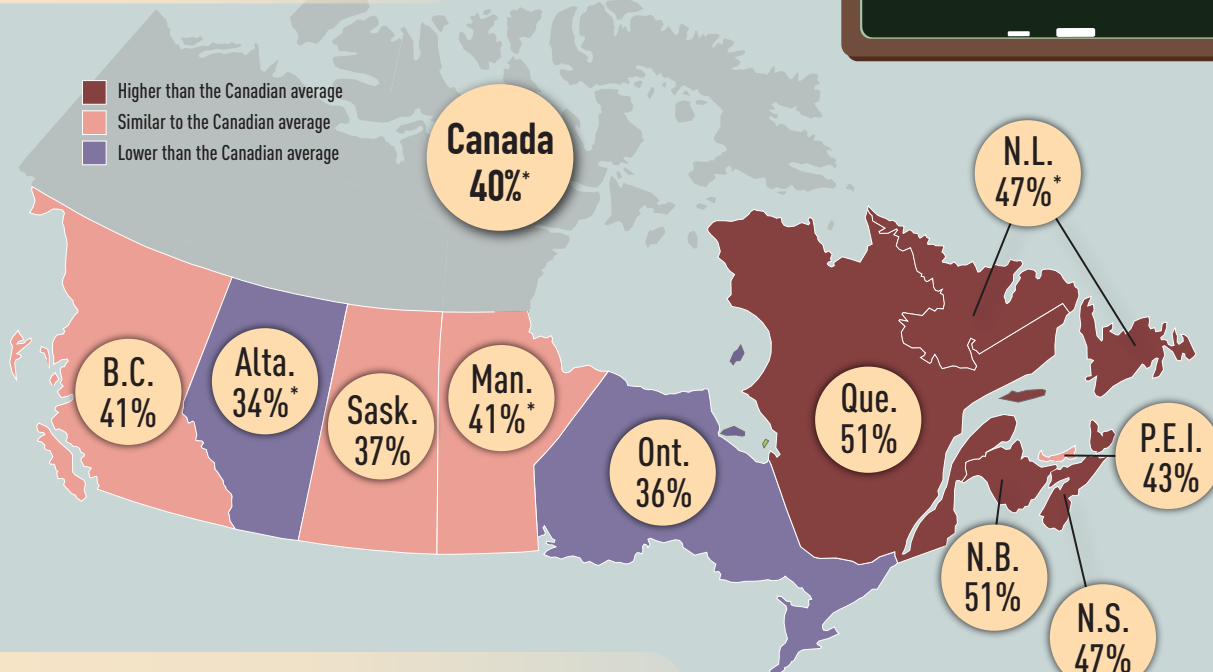 Higher than the Canadian average
Similar to the Canadian average
Lower than the Canadian average
Canada
40%*
N.L.
47%*
B.C.
41%
Alta.
34%*
Sask.
37%
Man.
41%*
Ont.
36%
Que.
51%
P.E.I.
43%
N.B.
51%
N.S.
47%